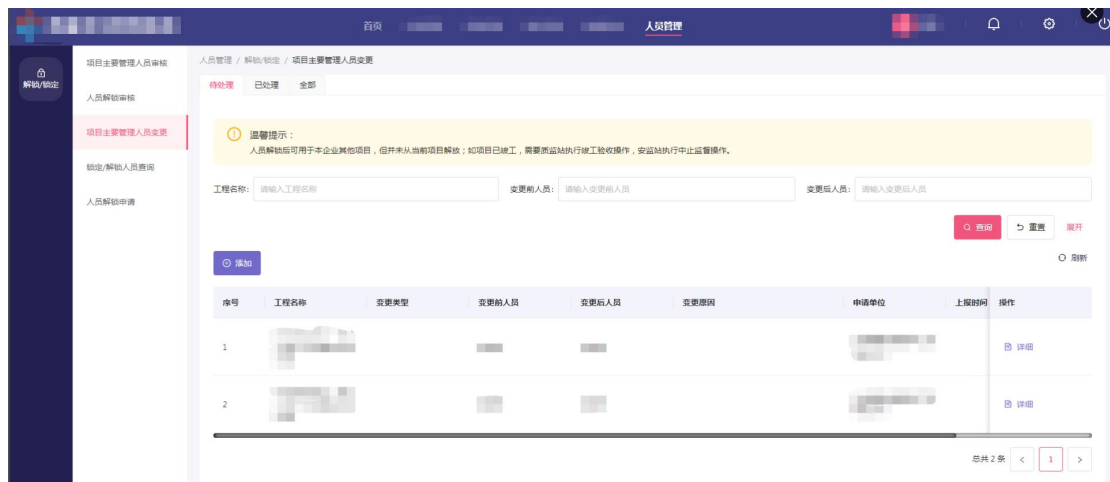 首页 人员管理
解锁/锁定
项目主要管理人员审核
人员解锁审核
项目主要管理人员变更
锁定/解锁人员查询
人员解锁申请
人员管理 / 解锁/锁定 / 项目主要管理人员变更
待处理 已处理 全部
温馨提示：
人员解锁后可用于本企业其他项目，但并未从当前项目解放；如项目已竣工，需要质监站执行竣工验收操作，安监站执行中止监督操作。
工程名称: 请输入工程名称 变更前人员: 请输入变更前人员 变更后人员: 请输入变更后人员
查询 重置 展开
添加 刷新
序号 工程名称 变更类型 变更前人员 变更后人员 变更原因 申请单位 上报时间 操作
1 详细
2 详细
总共 2 条 < 1 >